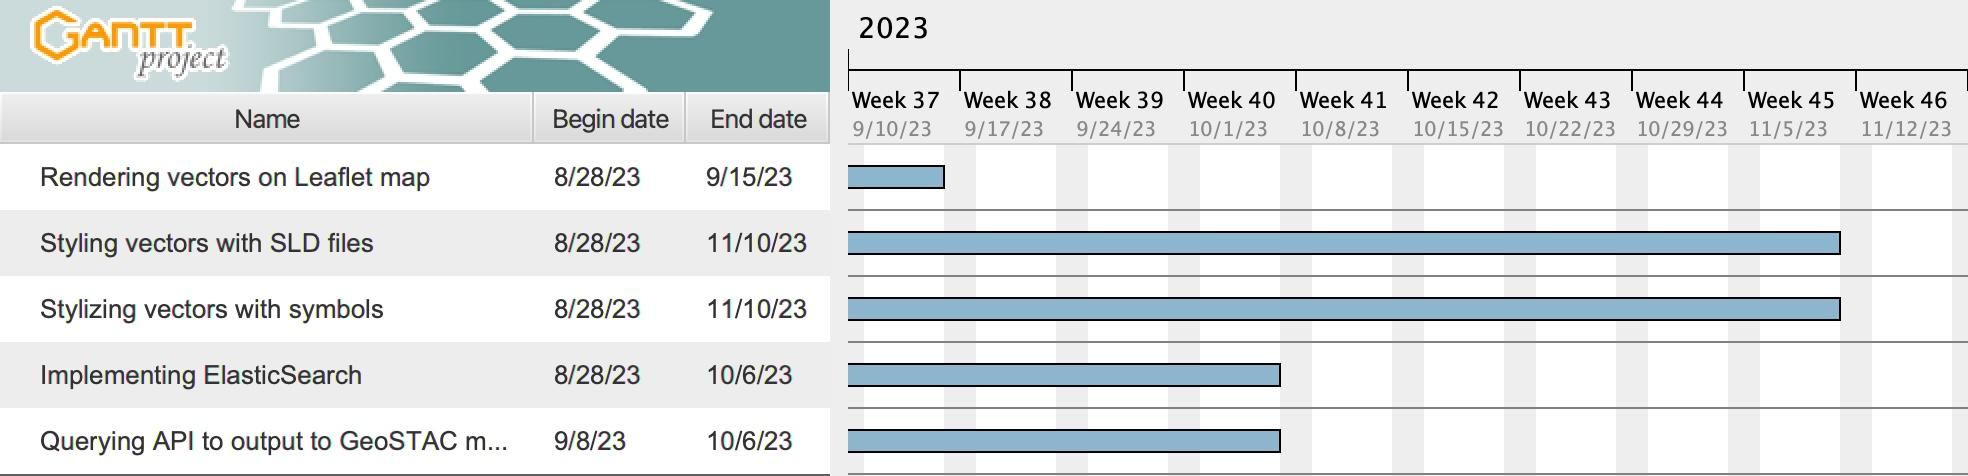 GANTT
project
2023
Week 37 Week 38 Week 39 Week 40 Week 41 Week 42 Week 43 Week 44 Week 45 Week 46
Name Begin date End date
9/10/23 9/17/23 9/24/23 10/1/23 10/8/23 10/15/23 10/22/23 10/29/23 11/5/23 11/12/23
Rendering vectors on Leaflet map 8/28/23 9/15/23
Styling vectors with SLD files 8/28/23 11/10/23
Stylizing vectors with symbols 8/28/23 11/10/23
Implementing ElasticSearch 8/28/23 10/6/23
Querying API to output to GeoSTAC m... 9/8/23 10/6/23